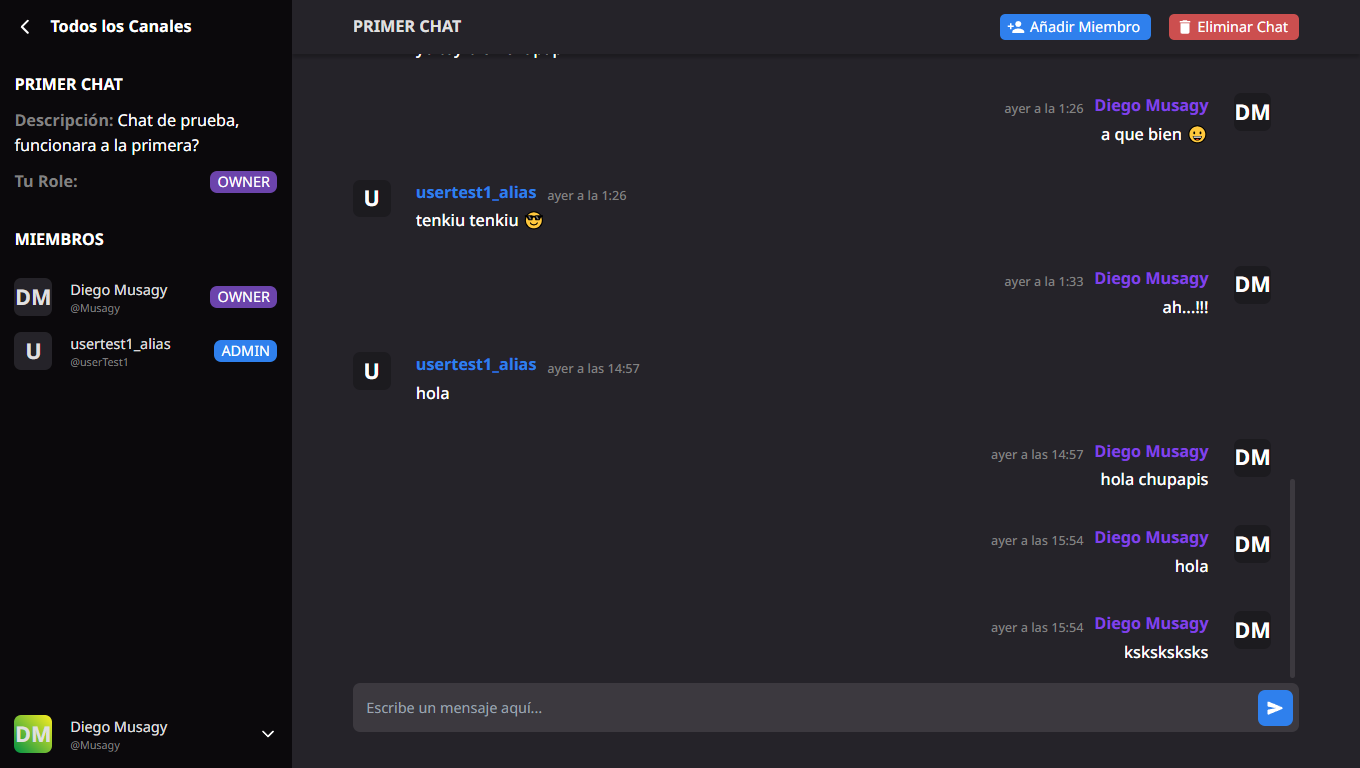 Todos los Canales
PRIMER CHAT
Descripción: Chat de prueba,
funcionara a la primera?
Tu Role: OWNER
MIEMBROS
DM Diego Musagy OWNER
@Musagy
U usertest1_alias ADMIN
@userTest1
DM Diego Musagy
@Musagy
PRIMER CHAT Añadir Miembro Eliminar Chat
ayer a la 1:26 Diego Musagy DM
a que bien 😀
U usertest1_alias ayer a la 1:26
tenkiu tenkiu 😎
ayer a la 1:33 Diego Musagy DM
ah...!!!
U usertest1_alias ayer a las 14:57
hola
ayer a las 14:57 Diego Musagy DM
hola chupapis
ayer a las 15:54 Diego Musagy DM
hola
ayer a las 15:54 Diego Musagy DM
ksksksksks
Escribe un mensaje aquí...